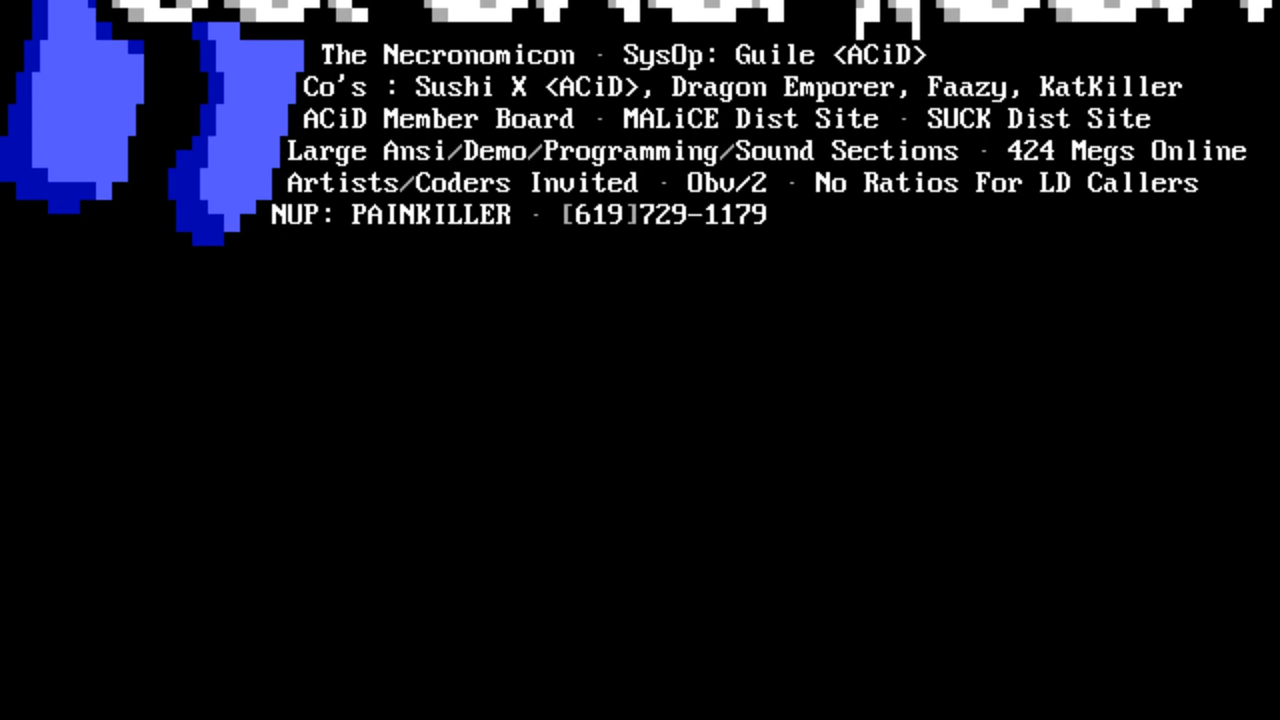 The Necronomicon · SysOp: Guile <ACiD>
Co's : Sushi X <ACiD>, Dragon Emporer, Faazy, KatKiller
ACiD Member Board · MALiCE Dist Site · SUCK Dist Site
Large Ansi/Demo/Programming/Sound Sections · 424 Megs Online
Artists/Coders Invited · Obv/2 · No Ratios For LD Callers
NUP: PAINKILLER · [619]729-1179